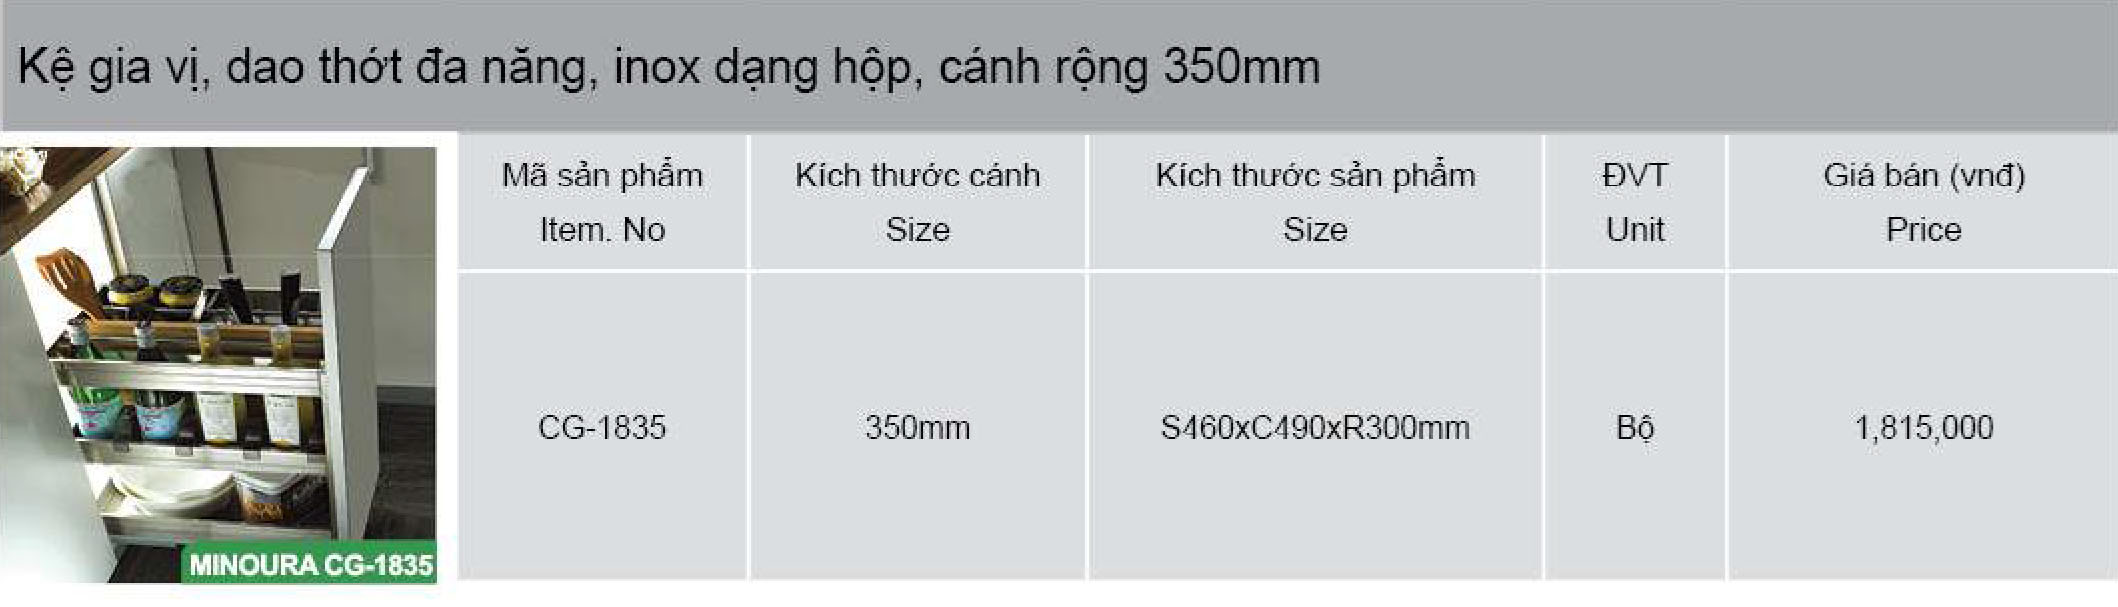 Kệ gia vị, dao thớt đa năng, inox dạng hộp, cánh rộng 350mm
Mã sản phẩm
Item. No
Kích thước cánh
Size
Kích thước sản phẩm
Size
ĐVT
Unit
Giá bán (vnđ)
Price
CG-1835
350mm
S460xC490xR300mm
Bộ
1,815,000
MINOURA CG-1835